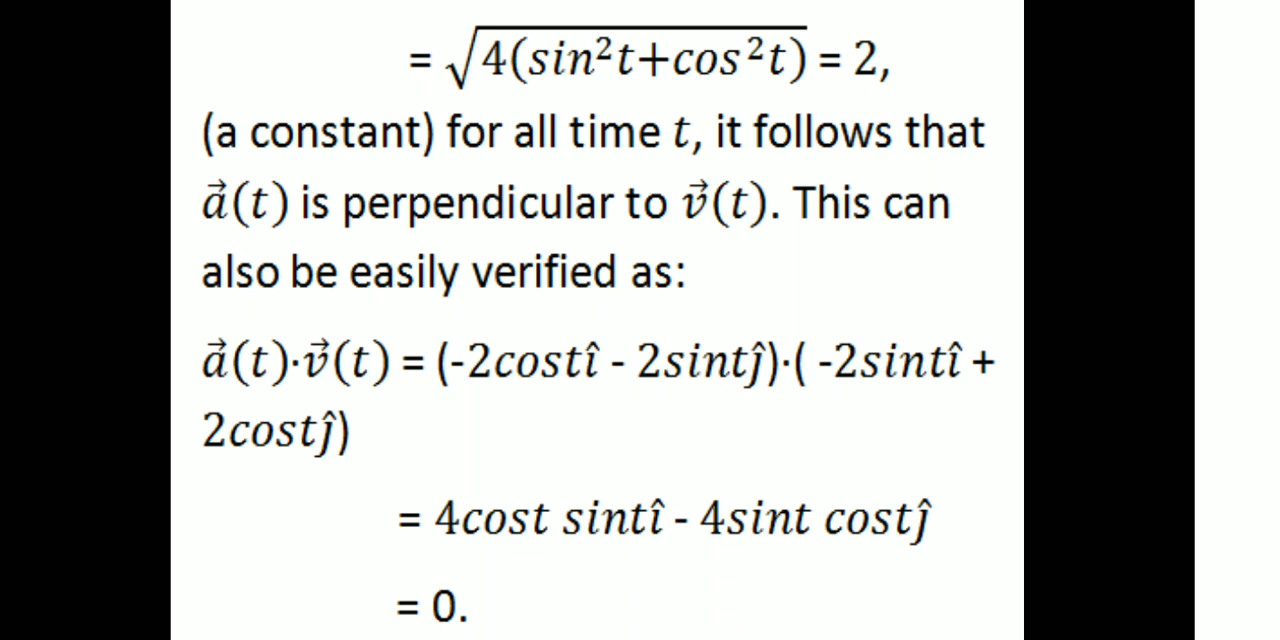 = √4(sin²t+cos²t) = 2,
(a constant) for all time t, it follows that
a⃗(t) is perpendicular to v⃗(t). This can
also be easily verified as:
a⃗(t)·v⃗(t) = (-2costî - 2sintĵ)·( -2sintî +
2costĵ)
= 4cost sintî - 4sint costĵ
= 0.